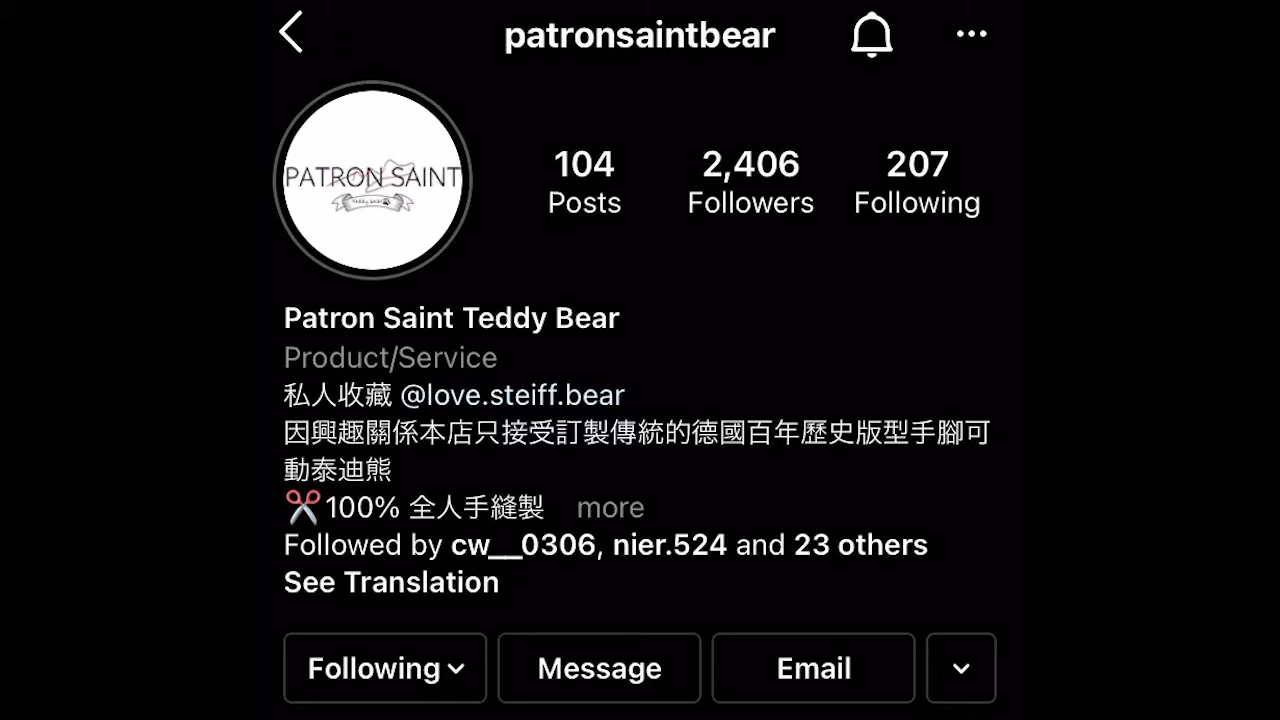 patronsaintbear
PATRON SAINT
Teddy Bear
104
Posts
2,406
Followers
207
Following
Patron Saint Teddy Bear
Product/Service
私人收藏 @love.steiff.bear
因興趣關係本店只接受訂製傳統的德國百年歷史版型手腳可
動泰迪熊
✂️100% 全人手縫製 more
Followed by cw__0306, nier.524 and 23 others
See Translation
Following
Message
Email